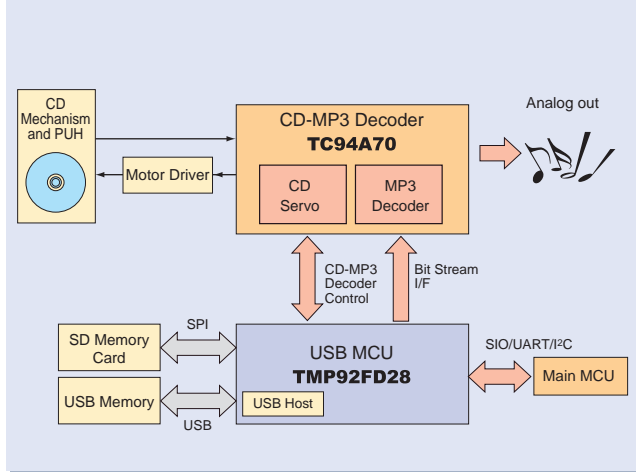 CD
Mechanism
and PUH
Motor Driver
CD-MP3 Decoder
TC94A70
CD
Servo
MP3
Decoder
Analog out
CD-MP3
Decoder
Control
Bit Stream
I/F
SD Memory
Card
SPI
USB Memory
USB
USB MCU
TMP92FD28
USB Host
SIO/UART/I²C
Main MCU